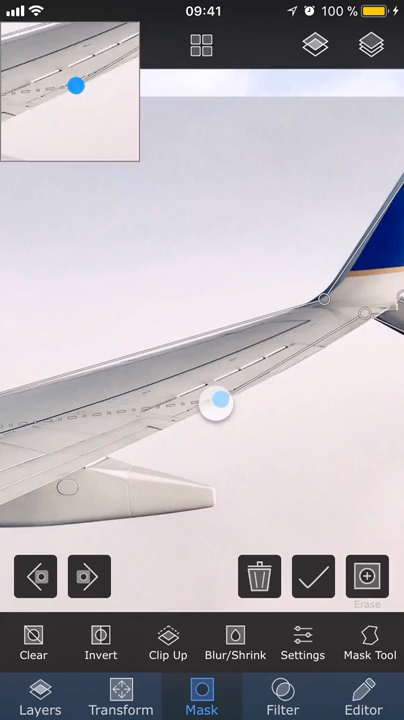 09:41
100 %
Erase
Clear
Invert
Clip Up
Blur/Shrink
Settings
Mask Tool
Layers
Transform
Mask
Filter
Editor